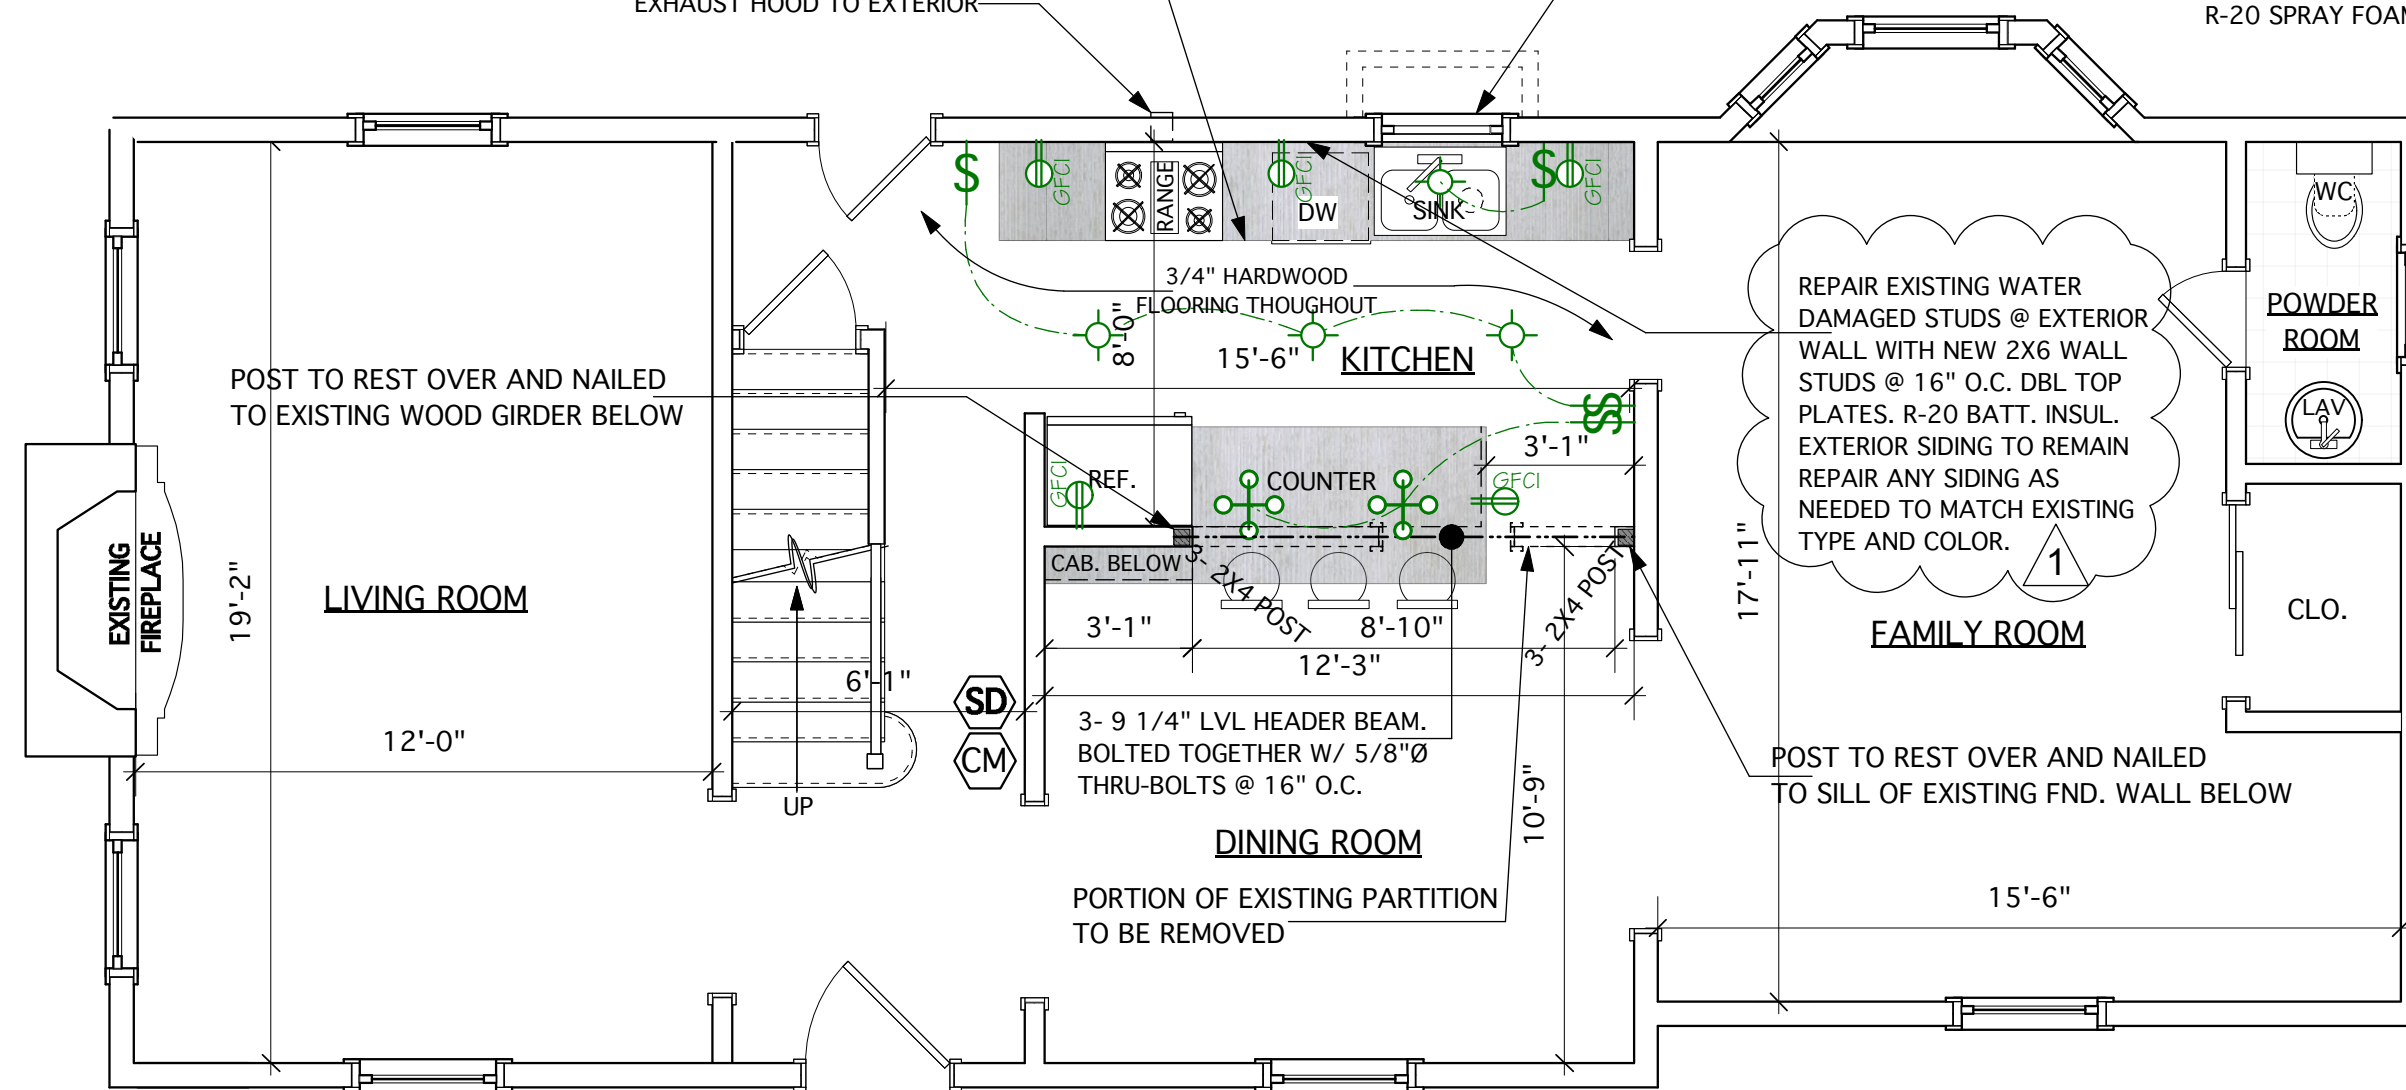 EXHAUST HOOD TO EXTERIOR
R-20 SPRAY FOAM
$
GFCI
RANGE
GFCI
DW
SINK
$
GFCI
WC
3/4" HARDWOOD
FLOORING THOUGHOUT
8'-0"
15'-6"
KITCHEN
REPAIR EXISTING WATER
DAMAGED STUDS @ EXTERIOR
WALL WITH NEW 2X6 WALL
STUDS @ 16" O.C. DBL TOP
PLATES. R-20 BATT. INSUL.
EXTERIOR SIDING TO REMAIN
REPAIR ANY SIDING AS
NEEDED TO MATCH EXISTING
TYPE AND COLOR.
1
POWDER
ROOM
LAV
POST TO REST OVER AND NAILED
TO EXISTING WOOD GIRDER BELOW
$$
3'-1"
GFCI
REF.
COUNTER
GFCI
EXISTING
FIREPLACE
19'-2"
LIVING ROOM
CAB. BELOW
3- 2X4 POST
3- 2X4 POST
17'-11"
CLO.
FAMILY ROOM
3'-1"
8'-10"
12'-3"
6'-1"
SD
CM
12'-0"
UP
3- 9 1/4" LVL HEADER BEAM.
BOLTED TOGETHER W/ 5/8"Ø
THRU-BOLTS @ 16" O.C.
10'-9"
POST TO REST OVER AND NAILED
TO SILL OF EXISTING FND. WALL BELOW
DINING ROOM
PORTION OF EXISTING PARTITION
TO BE REMOVED
15'-6"